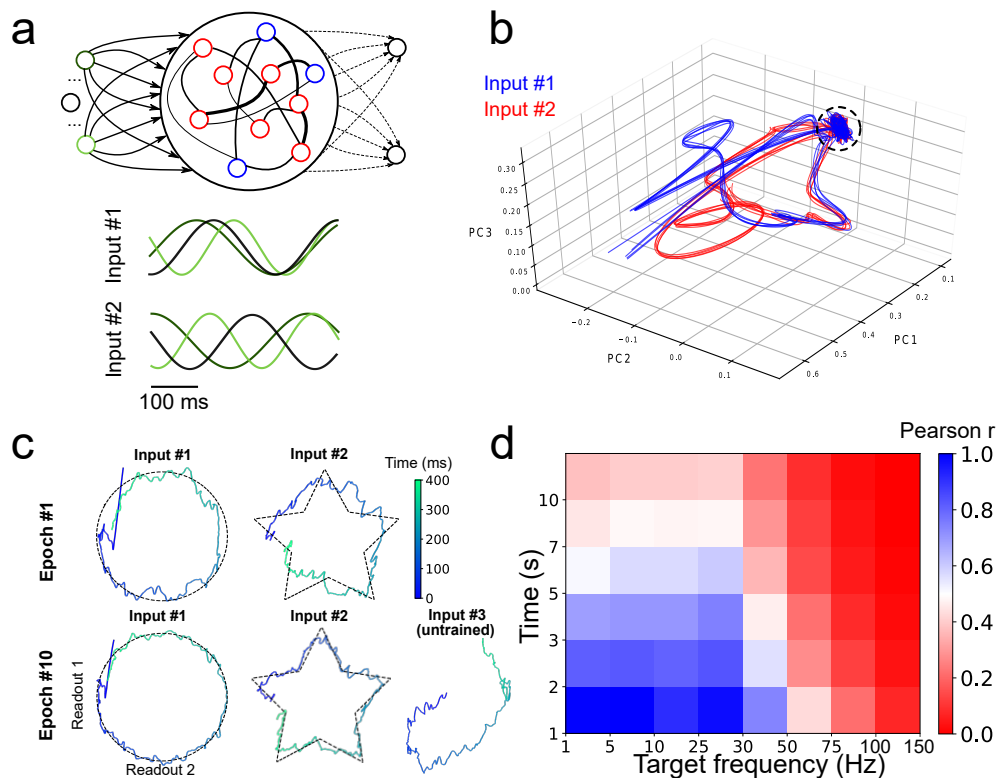 a
Input #1
Input #2
100 ms
b
Input #1
Input #2
PC3
0.30
0.25
0.20
0.15
0.10
0.05
0.00
−0.2
−0.1
0.0
0.1
PC2
0.6
0.5
0.4
0.3
0.2
0.1
PC1
c
Epoch #1
Input #1
Input #2
Time (ms)
400
300
200
100
0
Epoch #10
Input #1
Input #2
Input #3
(untrained)
Readout 1
Readout 2
d
Pearson r
1.0
0.8
0.6
0.4
0.2
0.0
Time (s)
10
7
5
3
2
1
1 5 10 25 30 50 75 100 150
Target frequency (Hz)